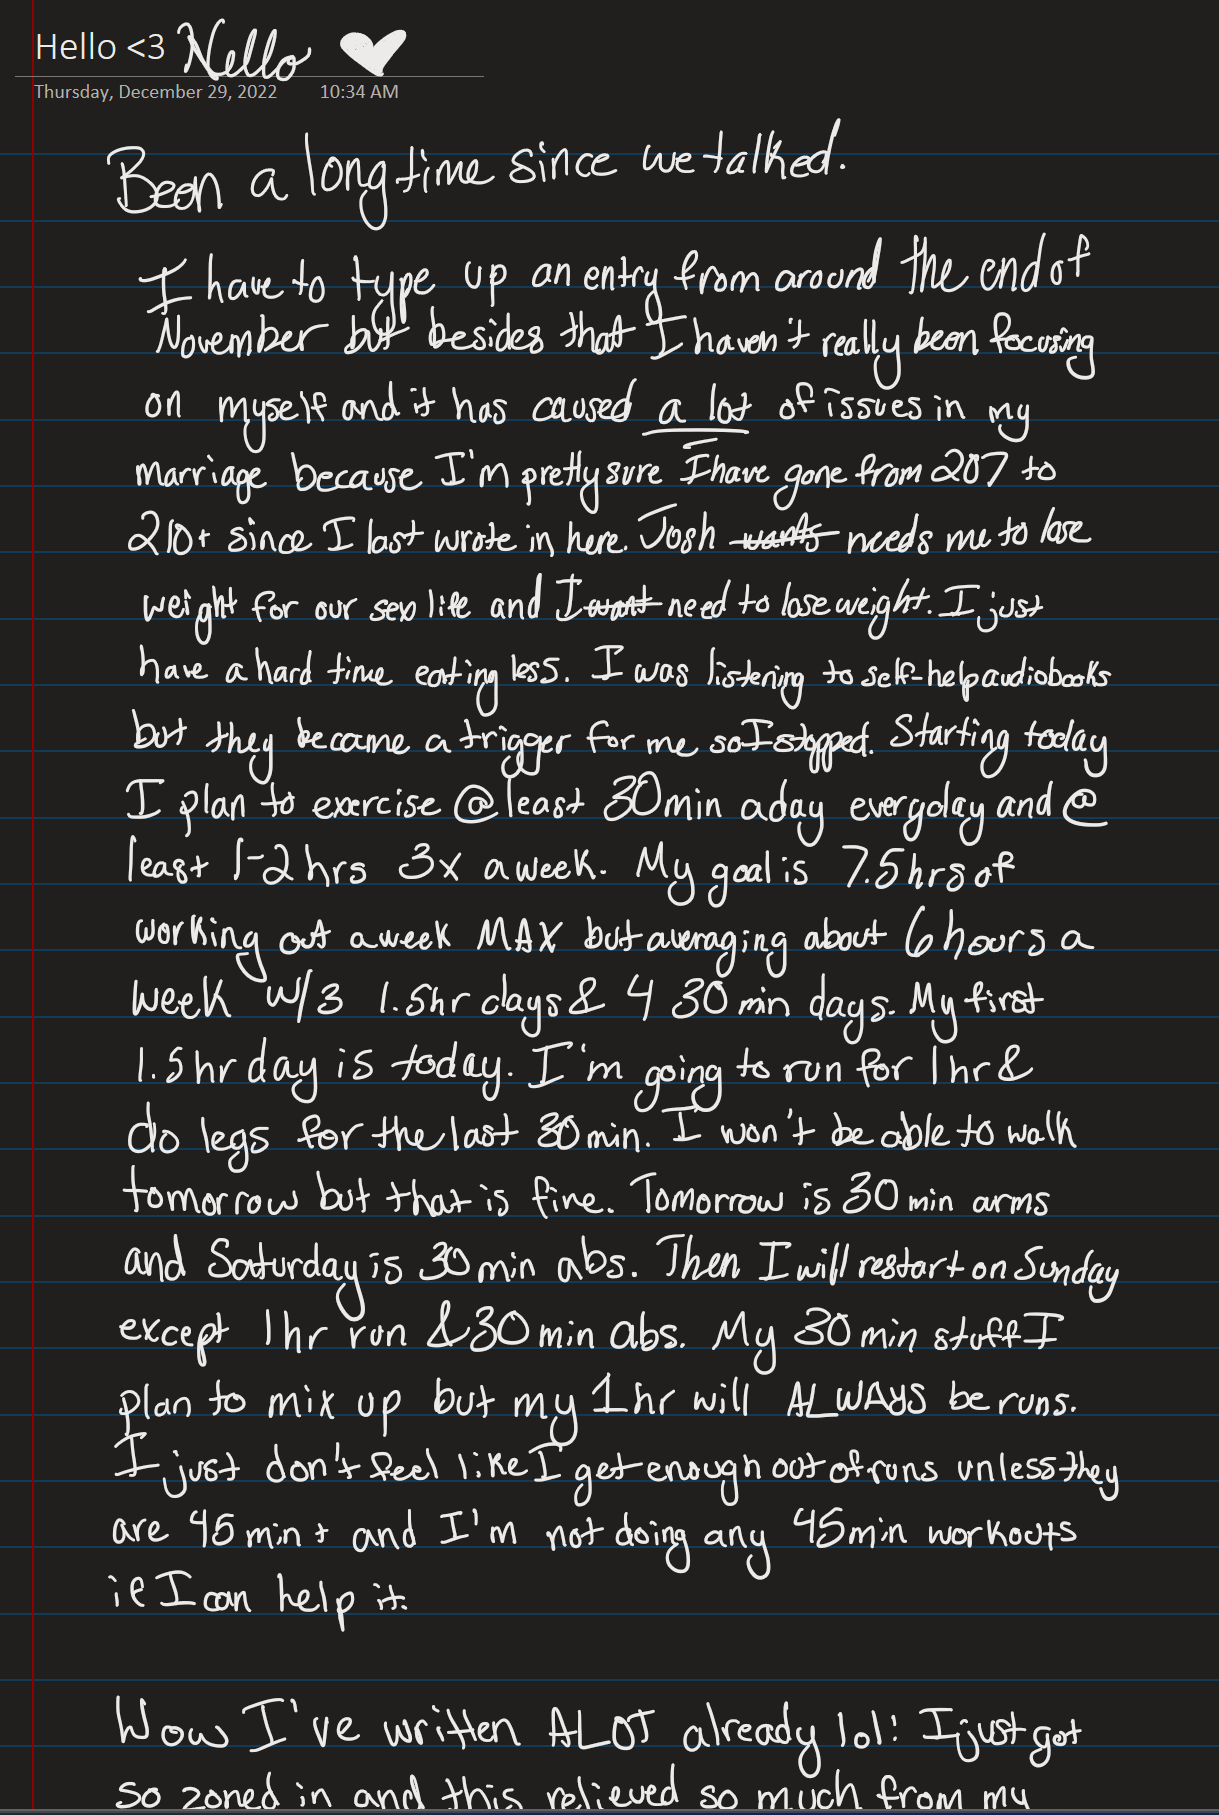 Hello <3 Hello ♥
Thursday, December 29, 2022 10:34 AM
Been a long time since we talked.
I have to type up an entry from around the end of
November but besides that I haven't really been focusing
on myself and it has caused a lot of issues in my
marriage because I'm pretty sure I have gone from 207 to
210+ since I last wrote in here. Josh wants needs me to lose
weight for our sex life and I want need to lose weight. I just
have a hard time eating less. I was listening to self-help audiobooks
but they became a trigger for me so I stopped. Starting today
I plan to exercise @ least 30 min a day everyday and @
least 1-2 hrs 3x a week. My goal is 7.5 hrs of
working out a week MAX but averaging about 6 hours a
week w/3 1.5 hr days & 4 30 min days. My first
1.5 hr day is today. I'm going to run for 1 hr &
do legs for the last 30 min. I won't be able to walk
tomorrow but that is fine. Tomorrow is 30 min arms
and Saturday is 30 min abs. Then I will restart on Sunday
except 1 hr run & 30 min abs. My 30 min stuff I
plan to mix up but my 1 hr will ALWAYS be runs.
I just don't feel like I get enough out of runs unless they
are 45 min + and I'm not doing any 45 min workouts
if I can help it.
Wow I've written ALOT already lol! I just get
so zoned in and this relieved so much from my